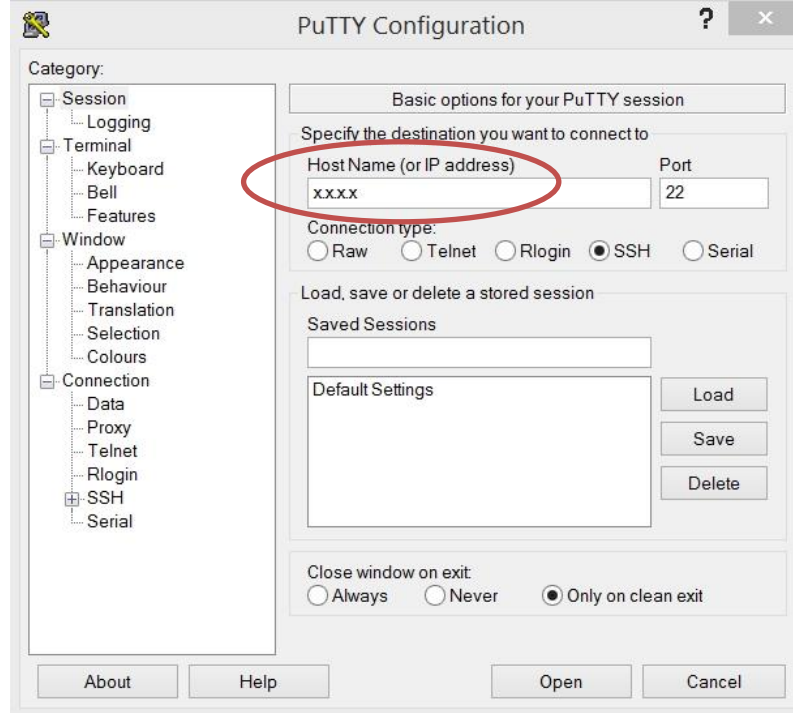 PuTTY Configuration
?
×
Category:
Session
Logging
Terminal
Keyboard
Bell
Features
Window
Appearance
Behaviour
Translation
Selection
Colours
Connection
Data
Proxy
Telnet
Rlogin
SSH
Serial
Basic options for your PuTTY session
Specify the destination you want to connect to
Host Name (or IP address) Port
x.x.x.x 22
Connection type:
Raw Telnet Rlogin SSH Serial
Load, save or delete a stored session
Saved Sessions
Default Settings
Load
Save
Delete
Close window on exit:
Always Never Only on clean exit
About Help Open Cancel